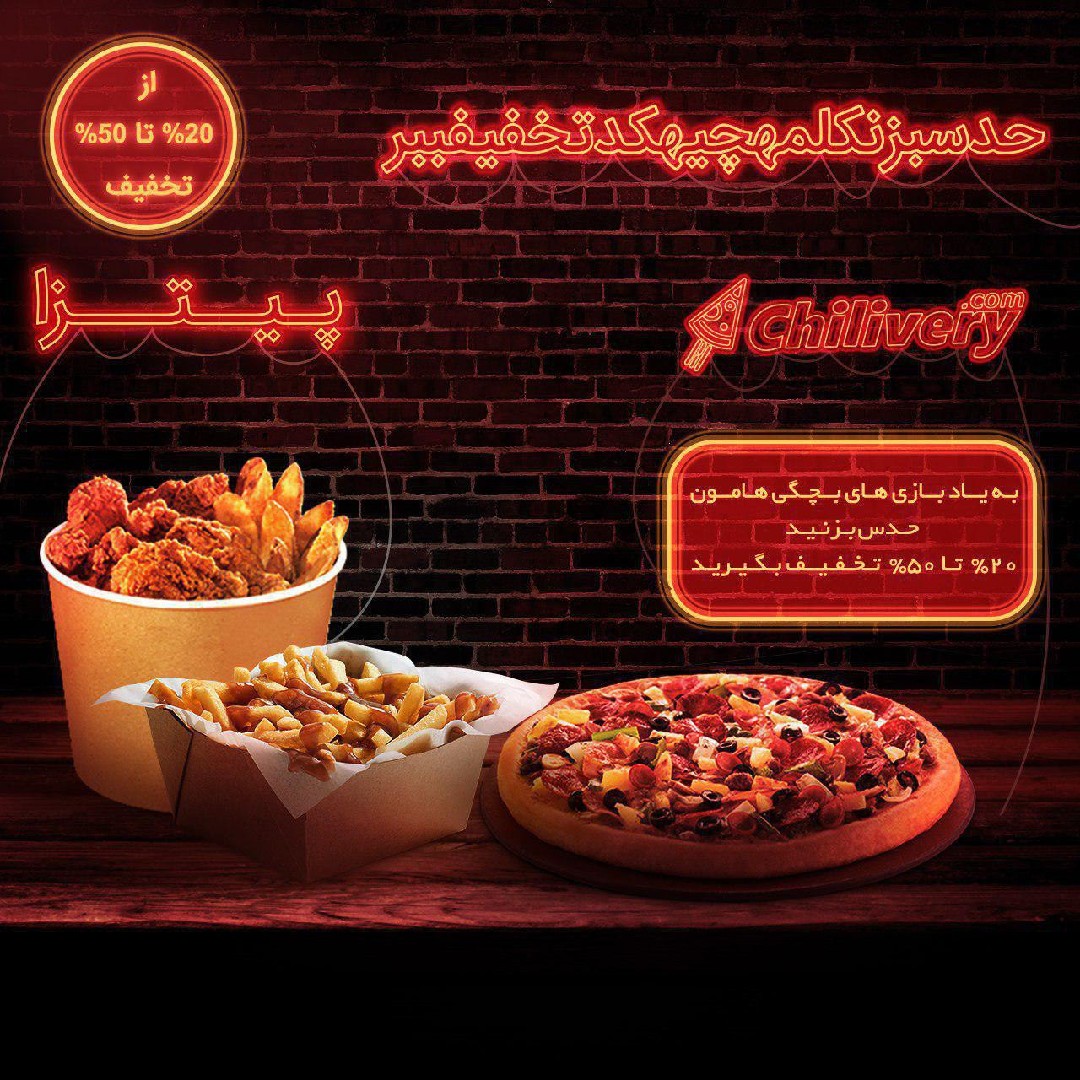 حدسبزنکلمهچیهکدتخفیفببر
از
%20 تا 50%
تخفیف
پیتزا
Chilivery.com
به یاد بازی های بچگی هامون
حدس بزنید
%۲۰ تا ۵۰% تخفیف بگیرید